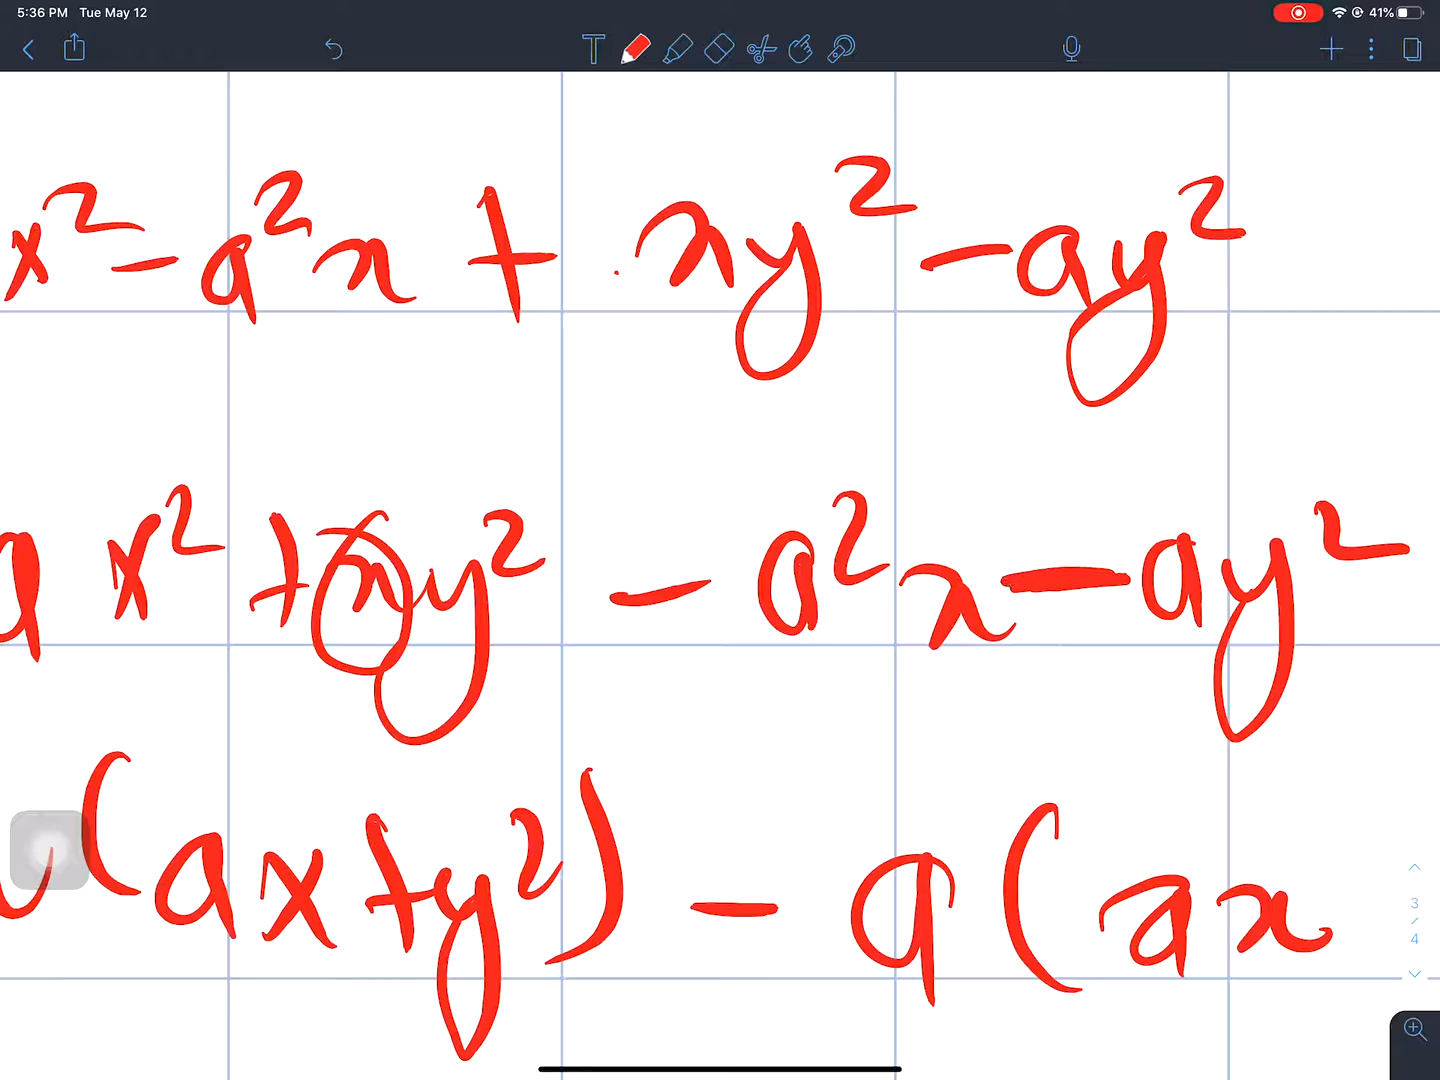 5:36 PM Tue May 12 41%
T
x² - a²x + xy² - ay²
ax² + xy² - a²x - ay²
(ax + y²) - a(ax
3 / 4